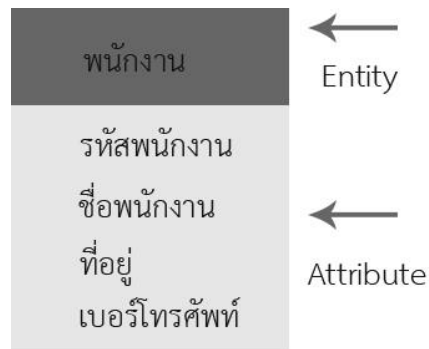 พนักงาน
Entity
รหัสพนักงาน
ชื่อพนักงาน
ที่อยู่
Attribute
เบอร์โทรศัพท์